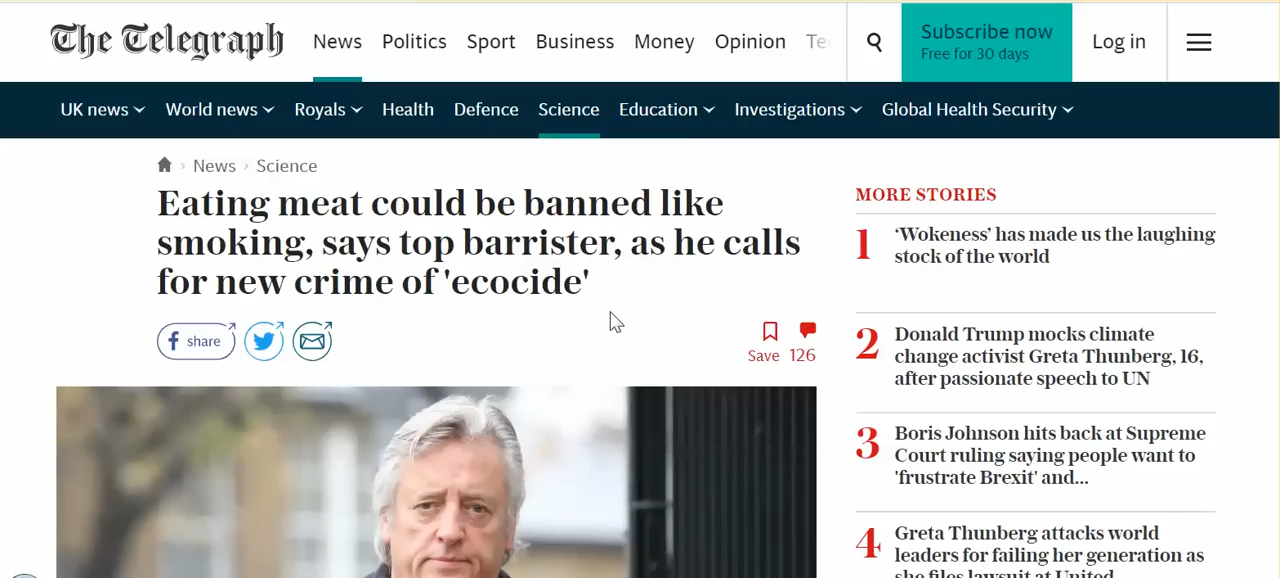 The Telegraph
News Politics Sport Business Money Opinion
Subscribe now
Free for 30 days
Log in
UK news World news Royals Health Defence Science Education Investigations Global Health Security
News › Science
Eating meat could be banned like
smoking, says top barrister, as he calls
for new crime of 'ecocide'
share
Save 126
MORE STORIES
1 ‘Wokeness’ has made us the laughing
stock of the world
2 Donald Trump mocks climate
change activist Greta Thunberg, 16,
after passionate speech to UN
3 Boris Johnson hits back at Supreme
Court ruling saying people want to
'frustrate Brexit' and...
4 Greta Thunberg attacks world
leaders for failing her generation as
she files lawsuit at United